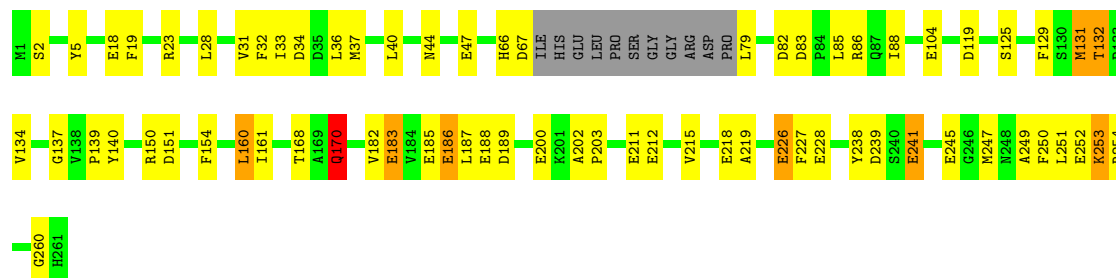 M1 S2 Y5 E18 F19 R23 L28 V31 F32 I33 D34 D35 L36 M37 L40 N44 E47 H66 D67 ILE HIS GLU LEU PRO SER GLY GLY ARG ASP PRO L79 D82 D83 P84 L85 R86 Q87 I88 E104 D119 S125 F129 S130 M131 T132
V134 G137 V138 P139 Y140 R150 D151 F154 L160 I161 T168 A169 Q170 V182 E183 V184 E185 E186 L187 E188 D189 E200 K201 A202 P203 E211 E212 V215 E218 A219 E226 F227 E228 Y238 D239 S240 E241 E245 G246 M247 N248 A249 F250 L251 E252 K253
G260 H261